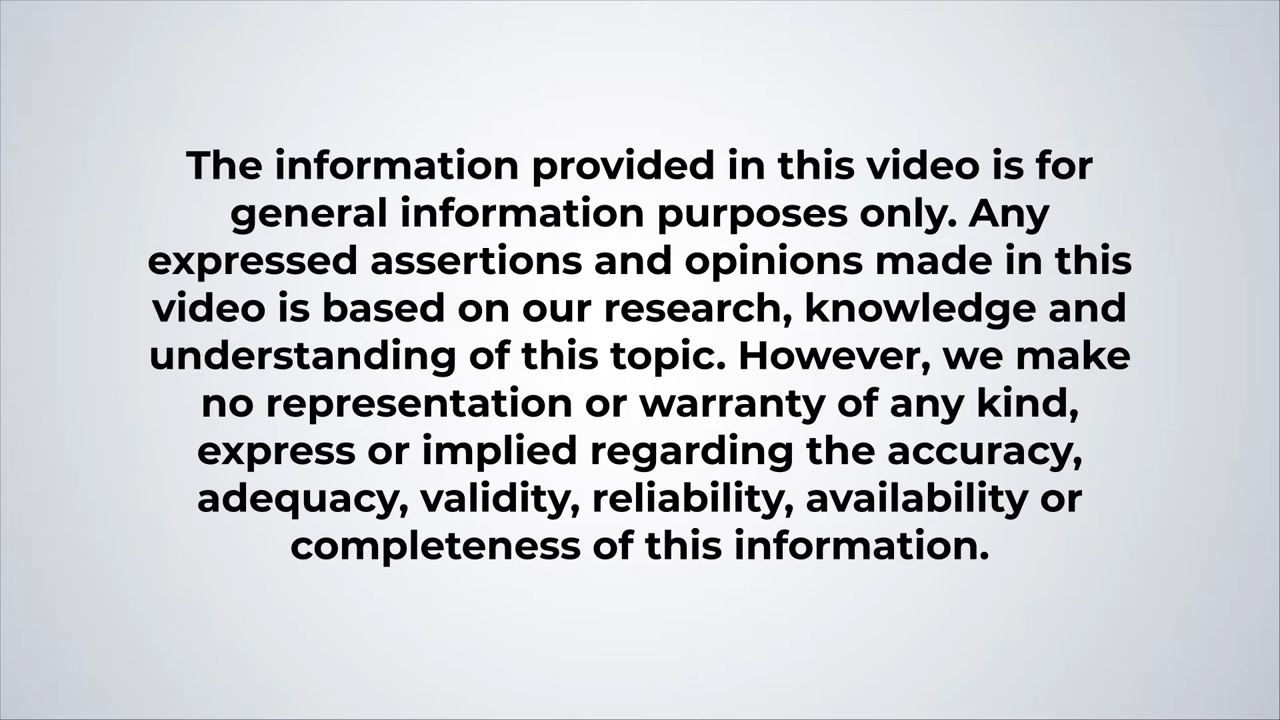 The information provided in this video is for
general information purposes only. Any
expressed assertions and opinions made in this
video is based on our research, knowledge and
understanding of this topic. However, we make
no representation or warranty of any kind,
express or implied regarding the accuracy,
adequacy, validity, reliability, availability or
completeness of this information.